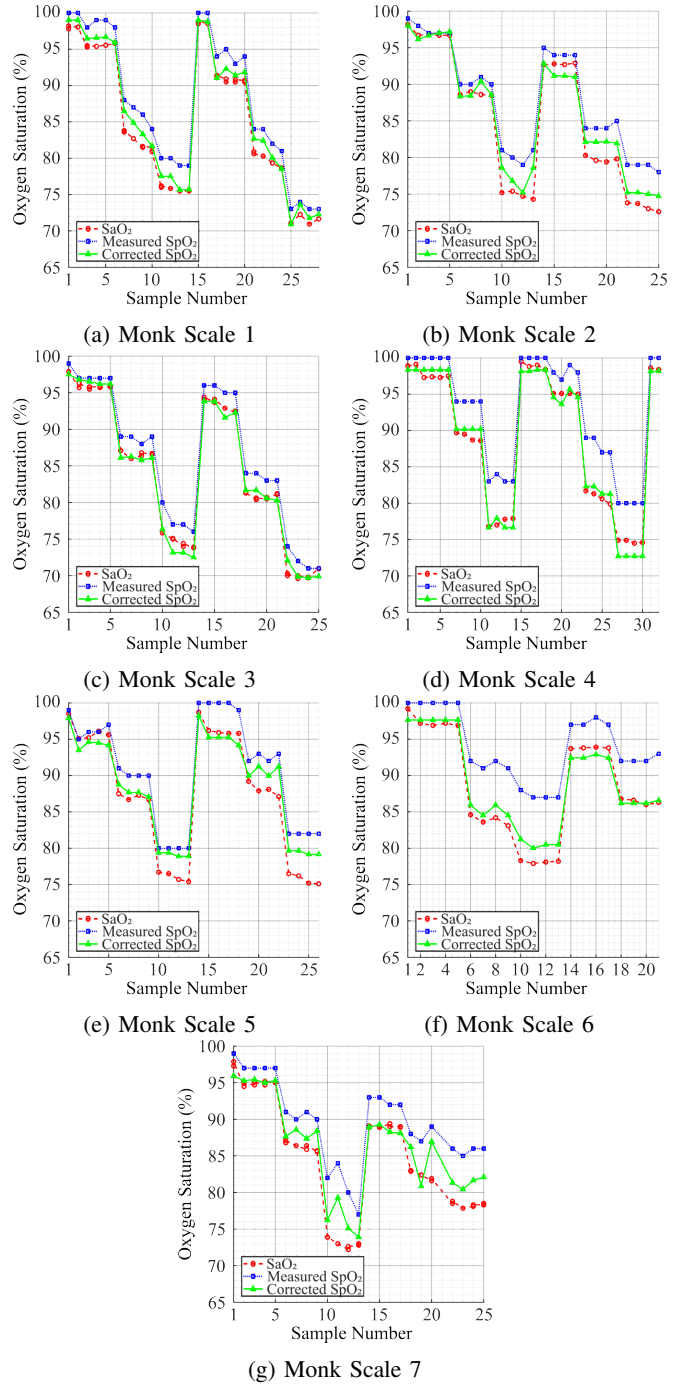 100
95
90
85
80
75
70
65
Oxygen Saturation (%)
SaO₂
Measured SpO₂
Corrected SpO₂
1 5 10 15 20 25
Sample Number
(a) Monk Scale 1
100
95
90
85
80
75
70
65
Oxygen Saturation (%)
SaO₂
Measured SpO₂
Corrected SpO₂
1 5 10 15 20 25
Sample Number
(b) Monk Scale 2
100
95
90
85
80
75
70
65
Oxygen Saturation (%)
SaO₂
Measured SpO₂
Corrected SpO₂
1 5 10 15 20 25
Sample Number
(c) Monk Scale 3
100
95
90
85
80
75
70
65
Oxygen Saturation (%)
SaO₂
Measured SpO₂
Corrected SpO₂
1 5 10 15 20 25 30
Sample Number
(d) Monk Scale 4
100
95
90
85
80
75
70
65
Oxygen Saturation (%)
SaO₂
Measured SpO₂
Corrected SpO₂
1 5 10 15 20 25
Sample Number
(e) Monk Scale 5
100
95
90
85
80
75
70
65
Oxygen Saturation (%)
SaO₂
Measured SpO₂
Corrected SpO₂
1 2 4 6 8 10 12 14 16 18 20
Sample Number
(f) Monk Scale 6
100
95
90
85
80
75
70
65
Oxygen Saturation (%)
SaO₂
Measured SpO₂
Corrected SpO₂
1 5 10 15 20 25
Sample Number
(g) Monk Scale 7